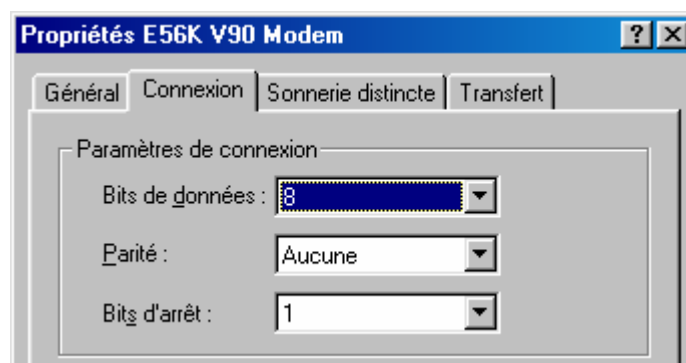 Propriétés E56K V90 Modem
Général Connexion Sonnerie distincte Transfert
Paramètres de connexion
Bits de données : 8
Parité : Aucune
Bits d'arrêt : 1